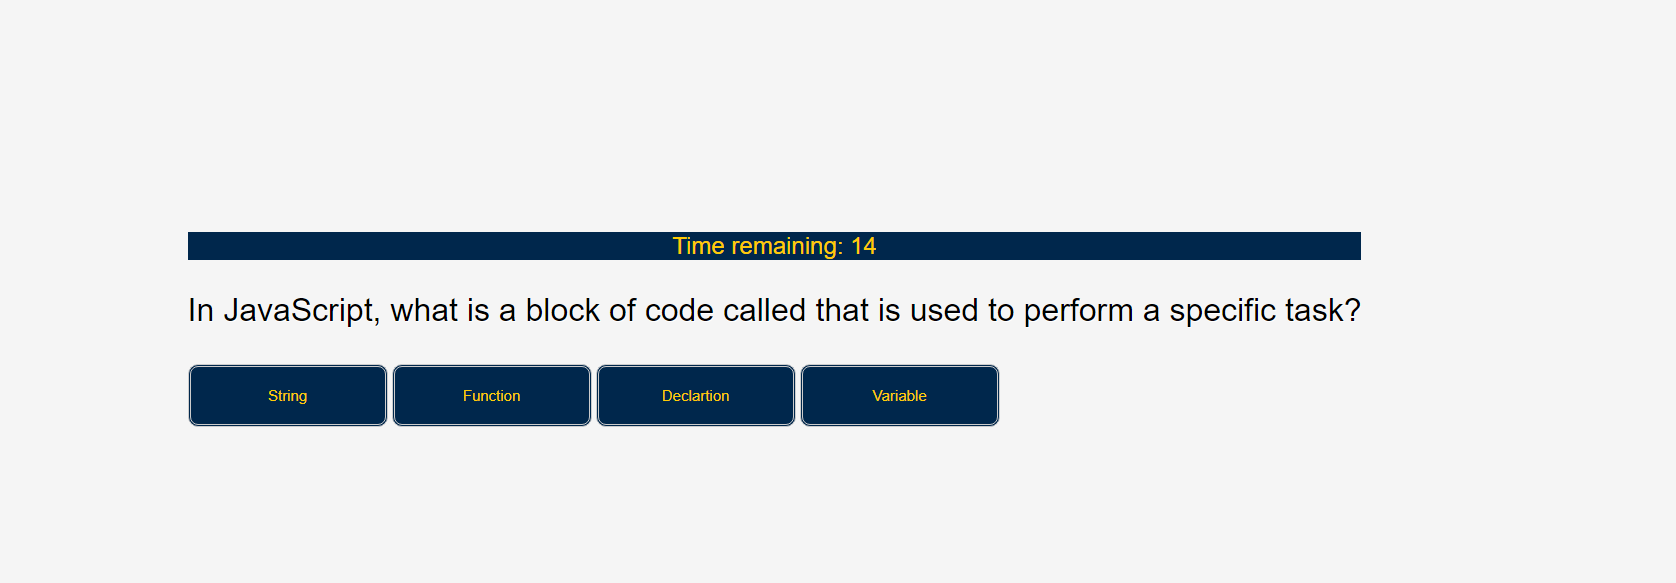 Time remaining: 14
In JavaScript, what is a block of code called that is used to perform a specific task?
String Function Declartion Variable